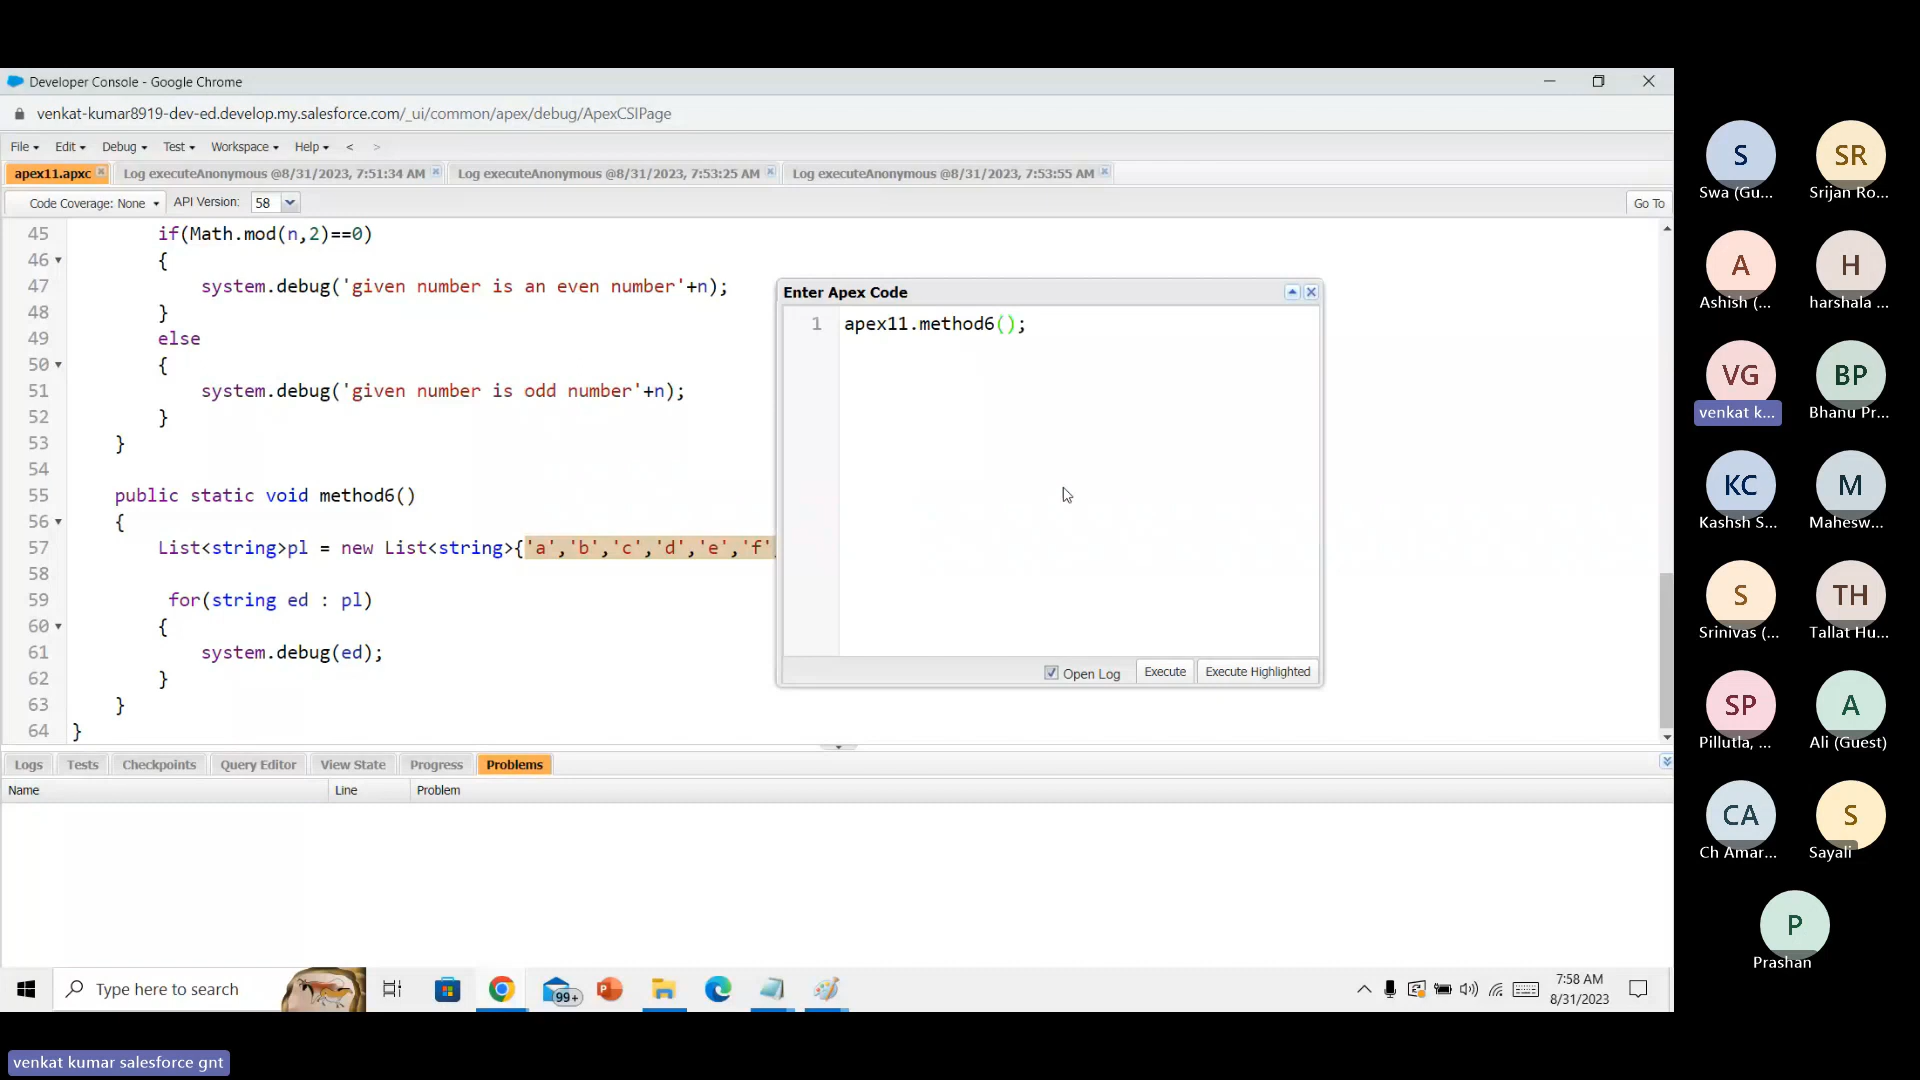 Developer Console - Google Chrome
venkat-kumar8919-dev-ed.develop.my.salesforce.com/_ui/common/apex/debug/ApexCSIPage
File Edit Debug Test Workspace Help < >
apex11.apxc Log executeAnonymous @8/31/2023, 7:51:34 AM Log executeAnonymous @8/31/2023, 7:53:25 AM Log executeAnonymous @8/31/2023, 7:53:55 AM
Code Coverage: None API Version: 58 Go To
45 if(Math.mod(n,2)==0)
46 {
47 system.debug('given number is an even number'+n);
48 }
49 else
50 {
51 system.debug('given number is odd number'+n);
52 }
53 }
54
55 public static void method6()
56 {
57 List<string>pl = new List<string>{'a','b','c','d','e','f'
58
59 for(string ed : pl)
60 {
61 system.debug(ed);
62 }
63 }
64 }
Enter Apex Code
1 apex11.method6();
Open Log Execute Execute Highlighted
Logs Tests Checkpoints Query Editor View State Progress Problems
Name Line Problem
Type here to search
99+
7:58 AM
8/31/2023
S
Swa (Gu...
SR
Srijan Ro...
A
Ashish (...
H
harshala ...
VG
venkat k...
BP
Bhanu Pr...
KC
Kashsh S...
M
Mahesw...
S
Srinivas (...
TH
Tallat Hu...
SP
Pillutla, ...
A
Ali (Guest)
CA
Ch Amar...
S
Sayali
P
Prashan
venkat kumar salesforce gnt